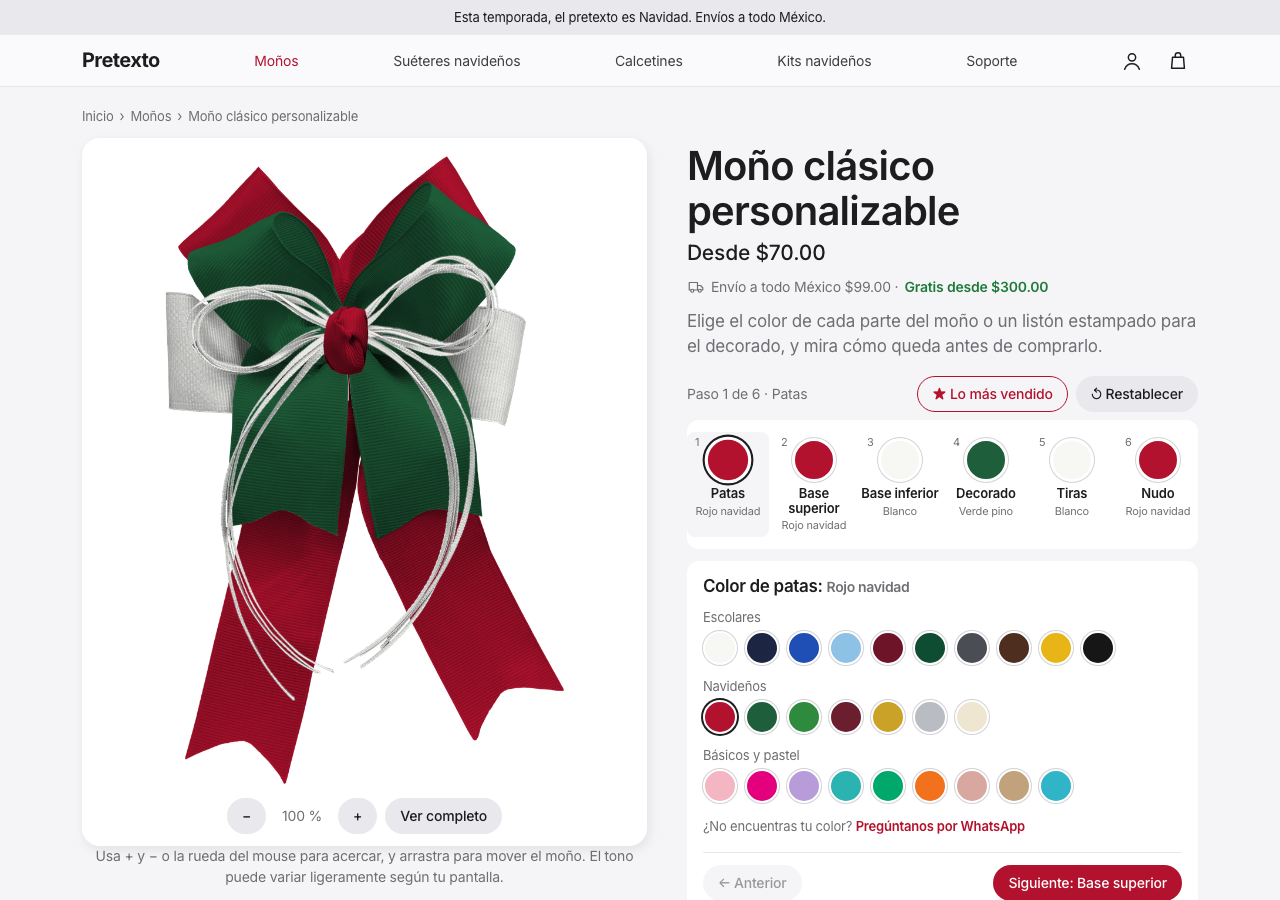 Esta temporada, el pretexto es Navidad. Envíos a todo México.
Pretexto
Moños
Suéteres navideños
Calcetines
Kits navideños
Soporte
Inicio › Moños › Moño clásico personalizable
Moño clásico
personalizable
Desde $70.00
Envío a todo México $99.00 · Gratis desde $300.00
Elige el color de cada parte del moño o un listón estampado para
el decorado, y mira cómo queda antes de comprarlo.
Paso 1 de 6 · Patas
★ Lo más vendido
Restablecer
1
Patas
Rojo navidad
2
Base
superior
Rojo navidad
3
Base inferior
Blanco
4
Decorado
Verde pino
5
Tiras
Blanco
6
Nudo
Rojo navidad
Color de patas: Rojo navidad
Escolares
Navideños
Básicos y pastel
¿No encuentras tu color? Pregúntanos por WhatsApp
← Anterior
Siguiente: Base superior
−
100 %
+
Ver completo
Usa + y − o la rueda del mouse para acercar, y arrastra para mover el moño. El tono
puede variar ligeramente según tu pantalla.